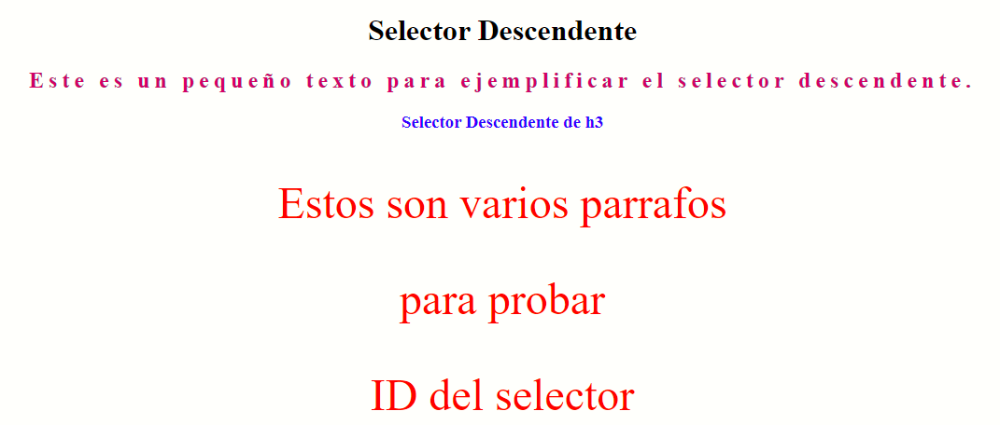 Selector Descendente
Este es un pequeño texto para ejemplificar el selector descendente.
Selector Descendente de h3
Estos son varios parrafos
para probar
ID del selector